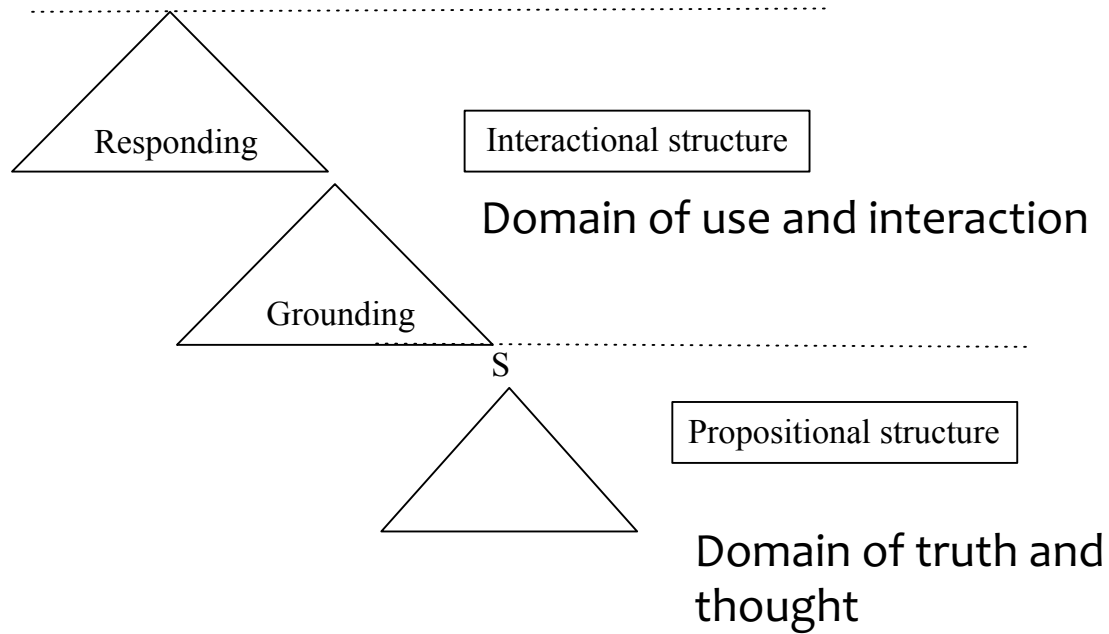 Responding
Interactional structure
Domain of use and interaction
Grounding
S
Propositional structure
Domain of truth and
thought